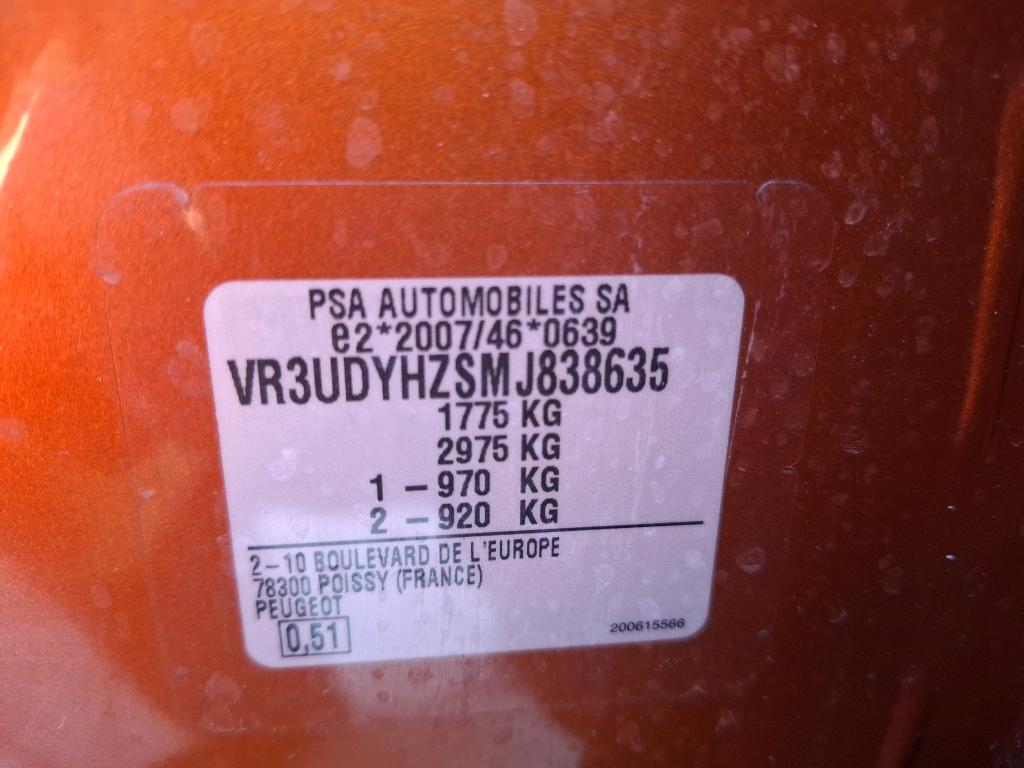 PSA AUTOMOBILES SA
e2*2007/46*0639
VR3UDYHZSMJ838635
1775 KG
2975 KG
1 – 970 KG
2 – 920 KG
2–10 BOULEVARD DE L'EUROPE
78300 POISSY (FRANCE)
PEUGEOT
0,51
200615566